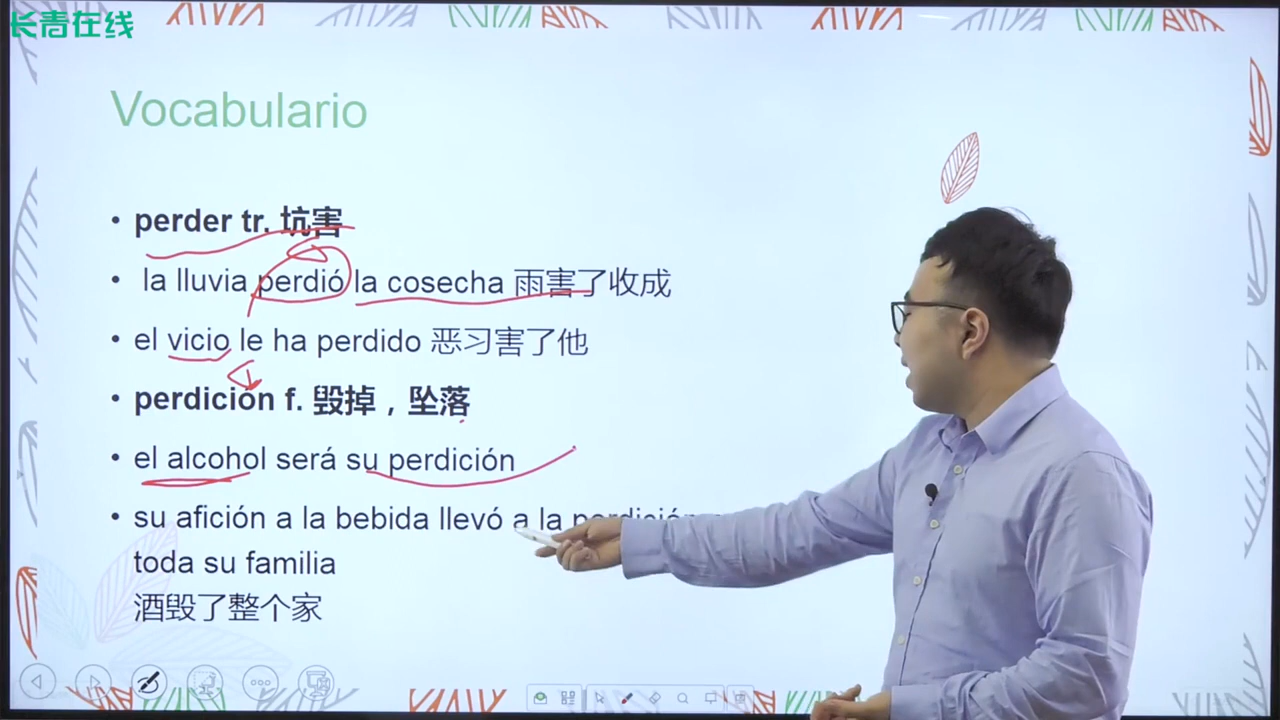 长青在线
Vocabulario
• perder tr. 坑害
• la lluvia perdió la cosecha 雨害了收成
• el vicio le ha perdido 恶习害了他
• perdición f. 毁掉，坠落
• el alcohol será su perdición
• su afición a la bebida llevó a la perdición
toda su familia
酒毁了整个家